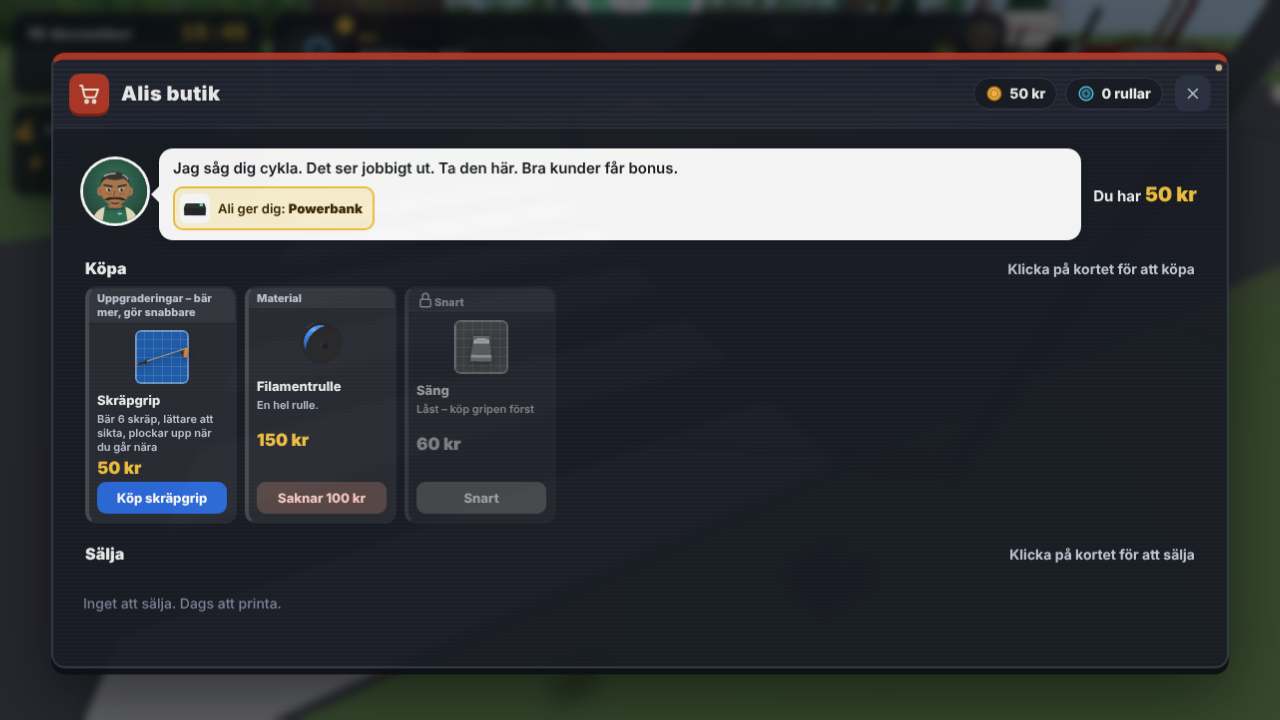 Alis butik
50 kr
0 rullar
Jag såg dig cykla. Det ser jobbigt ut. Ta den här. Bra kunder får bonus.
Ali ger dig: Powerbank
Du har 50 kr
Köpa
Klicka på kortet för att köpa
Uppgraderingar – bär
mer, gör snabbare
Skräpgrip
Bär 6 skräp, lättare att
sikta, plockar upp när
du går nära
50 kr
Köp skräpgrip
Material
Filamentrulle
En hel rulle.
150 kr
Saknar 100 kr
Snart
Säng
Låst – köp gripen först
60 kr
Snart
Sälja
Klicka på kortet för att sälja
Inget att sälja. Dags att printa.